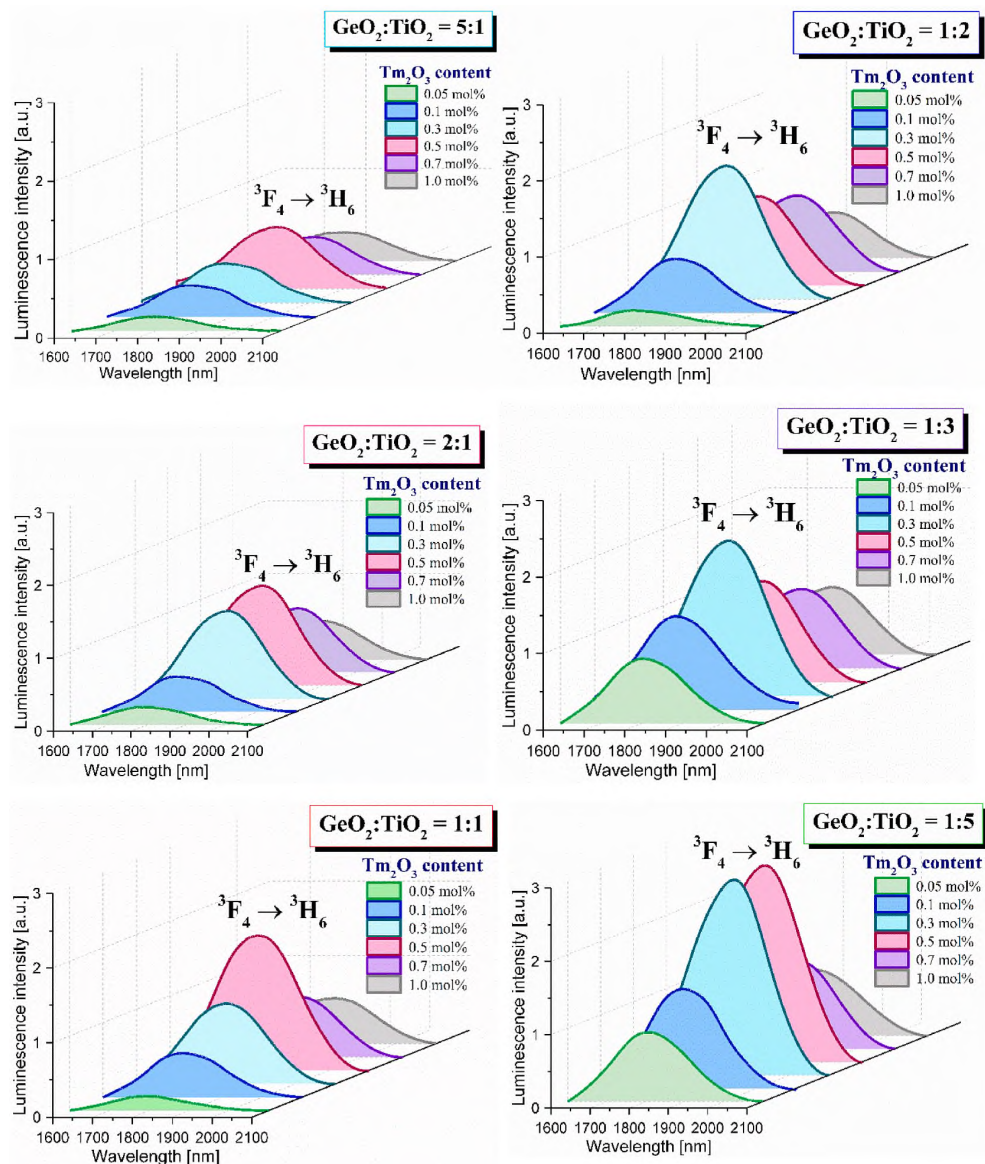 GeO₂:TiO₂ = 5:1
Tm₂O₃ content
0.05 mol%
0.1 mol%
0.3 mol%
0.5 mol%
0.7 mol%
1.0 mol%
³F₄ → ³H₆
Luminescence intensity [a.u.]
3
2
1
0
1600 1700 1800 1900 2000 2100
Wavelength [nm]
GeO₂:TiO₂ = 1:2
Tm₂O₃ content
0.05 mol%
0.1 mol%
0.3 mol%
0.5 mol%
0.7 mol%
1.0 mol%
³F₄ → ³H₆
Luminescence intensity [a.u.]
3
2
1
0
1600 1700 1800 1900 2000 2100
Wavelength [nm]
GeO₂:TiO₂ = 2:1
Tm₂O₃ content
0.05 mol%
0.1 mol%
0.3 mol%
0.5 mol%
0.7 mol%
1.0 mol%
³F₄ → ³H₆
Luminescence intensity [a.u.]
3
2
1
0
1600 1700 1800 1900 2000 2100
Wavelength [nm]
GeO₂:TiO₂ = 1:3
Tm₂O₃ content
0.05 mol%
0.1 mol%
0.3 mol%
0.5 mol%
0.7 mol%
1.0 mol%
³F₄ → ³H₆
Luminescence intensity [a.u.]
3
2
1
0
1600 1700 1800 1900 2000 2100
Wavelength [nm]
GeO₂:TiO₂ = 1:1
Tm₂O₃ content
0.05 mol%
0.1 mol%
0.3 mol%
0.5 mol%
0.7 mol%
1.0 mol%
³F₄ → ³H₆
Luminescence intensity [a.u.]
3
2
1
0
1600 1700 1800 1900 2000 2100
Wavelength [nm]
GeO₂:TiO₂ = 1:5
Tm₂O₃ content
0.05 mol%
0.1 mol%
0.3 mol%
0.5 mol%
0.7 mol%
1.0 mol%
³F₄ → ³H₆
Luminescence intensity [a.u.]
3
2
1
0
1600 1700 1800 1900 2000 2100
Wavelength [nm]